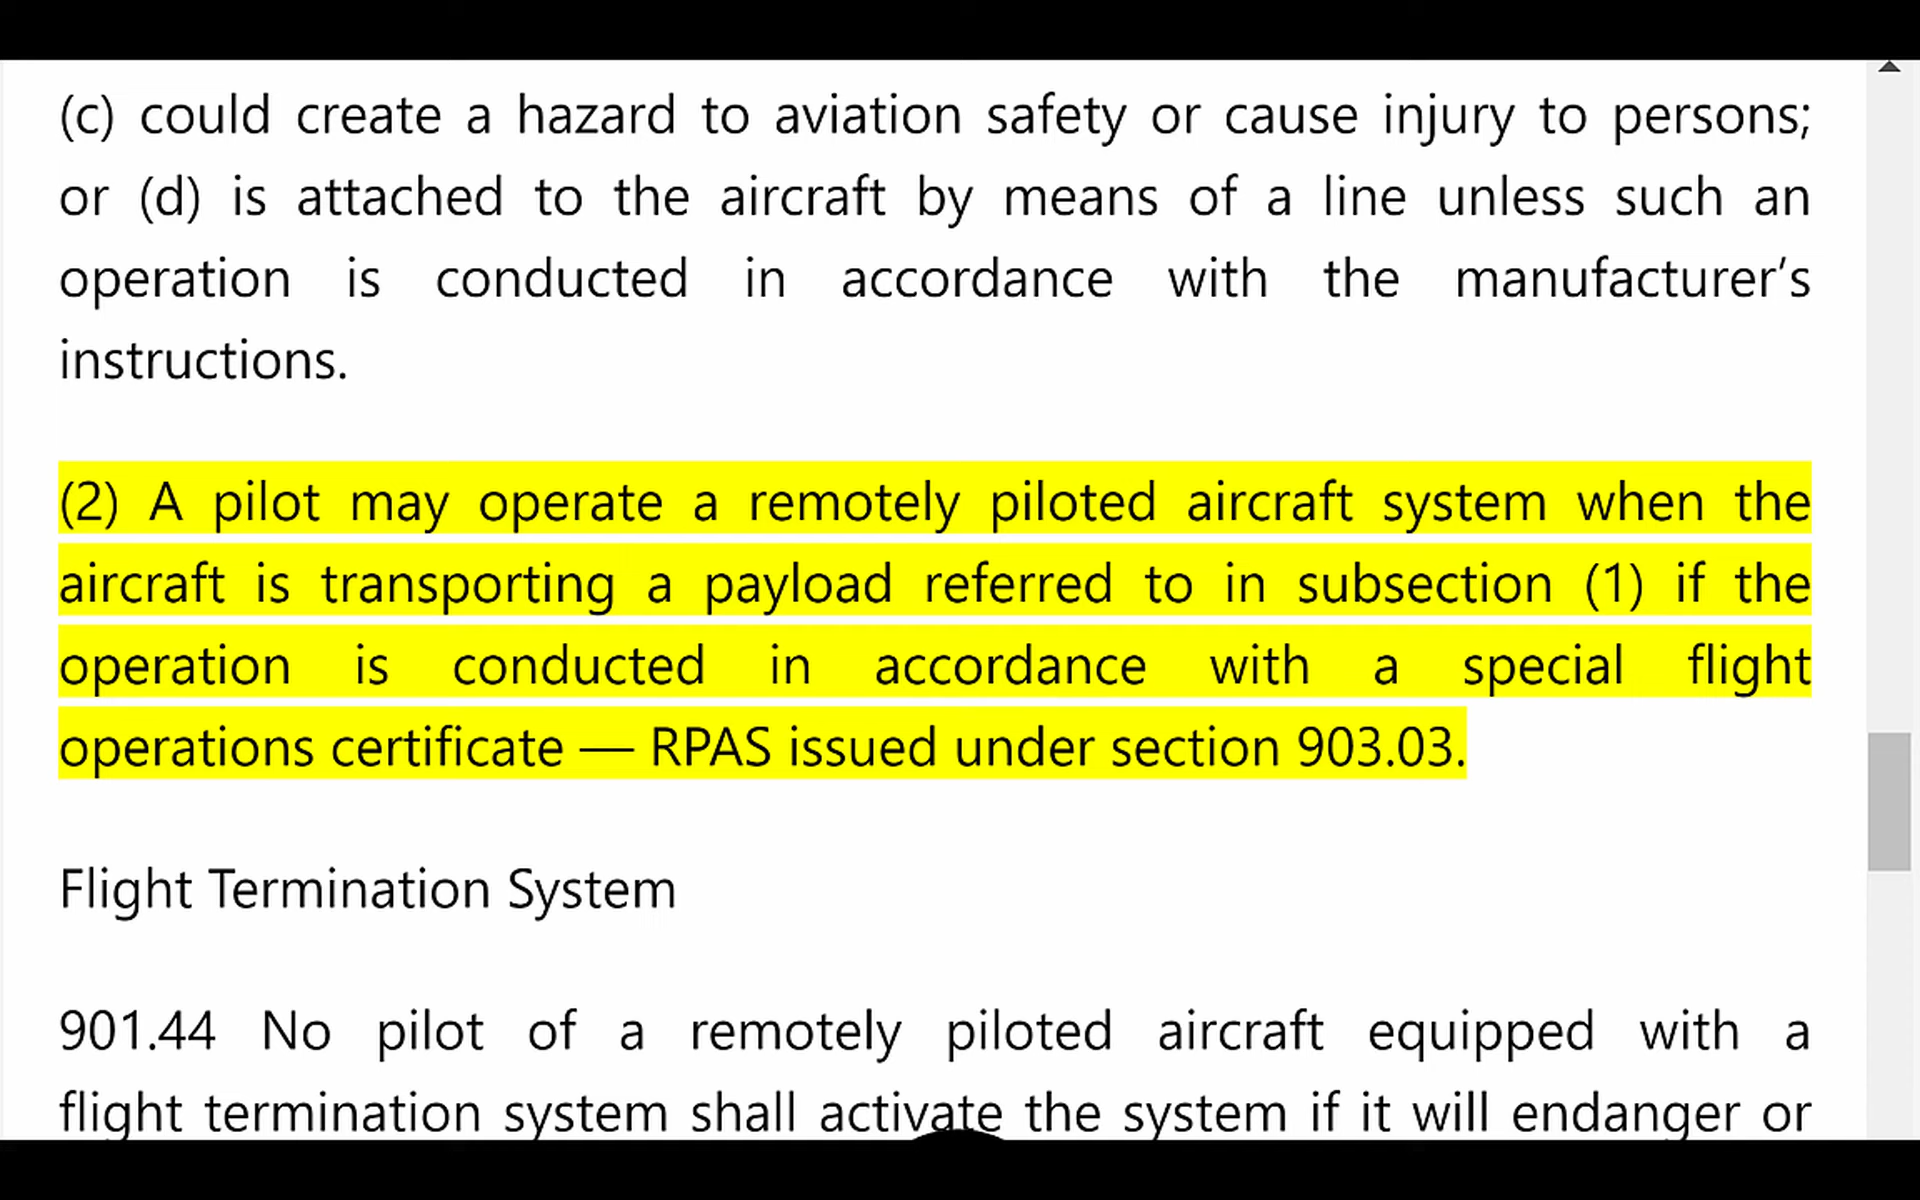 (c) could create a hazard to aviation safety or cause injury to persons;
or (d) is attached to the aircraft by means of a line unless such an
operation is conducted in accordance with the manufacturer’s
instructions.
(2) A pilot may operate a remotely piloted aircraft system when the
aircraft is transporting a payload referred to in subsection (1) if the
operation is conducted in accordance with a special flight
operations certificate — RPAS issued under section 903.03.
Flight Termination System
901.44 No pilot of a remotely piloted aircraft equipped with a
flight termination system shall activate the system if it will endanger or